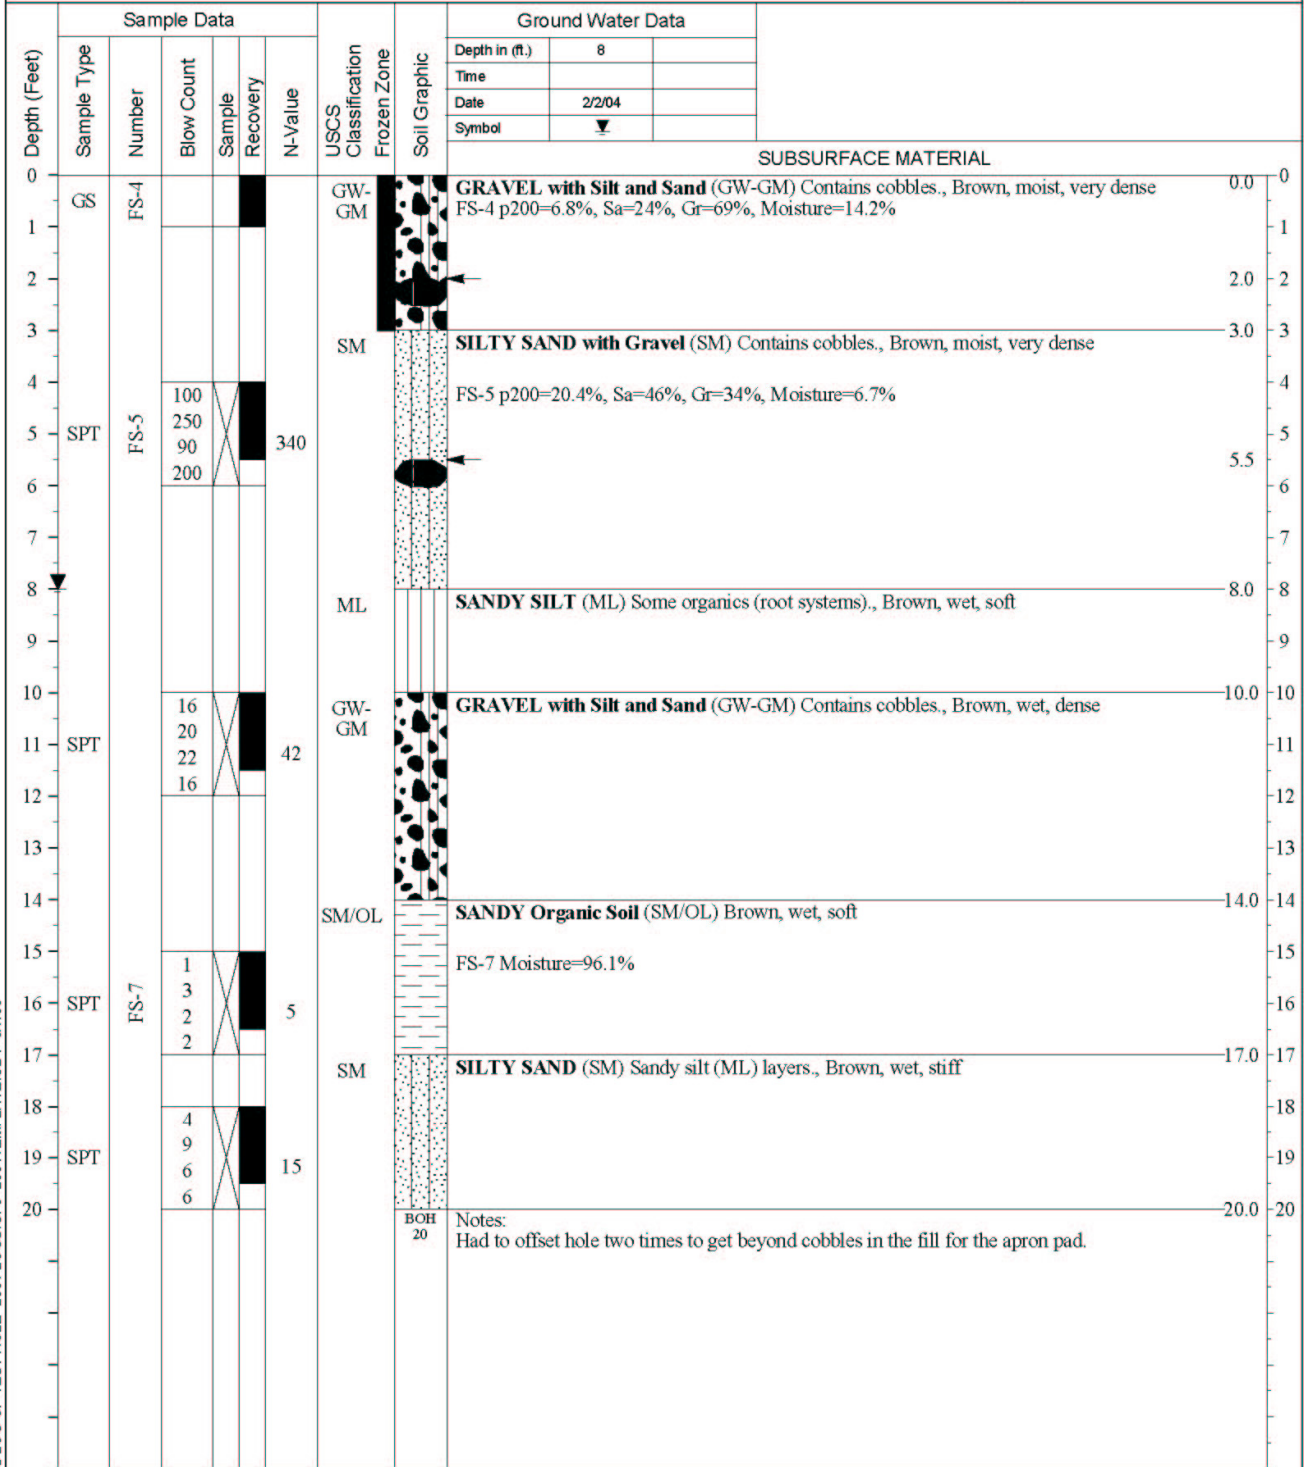 Sample Data
Ground Water Data
Depth (Feet)
Sample Type
Number
Blow Count
Sample
Recovery
N-Value
USCS
Classification
Frozen Zone
Soil Graphic
Depth in (ft.) 8
Time
Date 2/2/04
Symbol
SUBSURFACE MATERIAL
0 GS FS-4 GW-GM GRAVEL with Silt and Sand (GW-GM) Contains cobbles., Brown, moist, very dense 0.0 0
FS-4 p200=6.8%, Sa=24%, Gr=69%, Moisture=14.2%
1 1
2 2.0 2
3 3.0 3
SM SILTY SAND with Gravel (SM) Contains cobbles., Brown, moist, very dense
4 4
100 FS-5 p200=20.4%, Sa=46%, Gr=34%, Moisture=6.7%
250
5 SPT FS-5 340 5
90
5.5
200
6 6
7 7
8 8.0 8
ML SANDY SILT (ML) Some organics (root systems)., Brown, wet, soft
9 9
10 10.0 10
16 GW-GM GRAVEL with Silt and Sand (GW-GM) Contains cobbles., Brown, wet, dense
20
11 SPT 42 11
22
16
12 12
13 13
14 14.0 14
SM/OL SANDY Organic Soil (SM/OL) Brown, wet, soft
15 15
1 FS-7 Moisture=96.1%
3
16 SPT FS-7 5 16
2
2
17 17.0 17
SM SILTY SAND (SM) Sandy silt (ML) layers., Brown, wet, stiff
18 18
4
9
19 SPT 15 19
6
6
20 20.0 20
BOH
20
Notes:
Had to offset hole two times to get beyond cobbles in the fill for the apron pad.